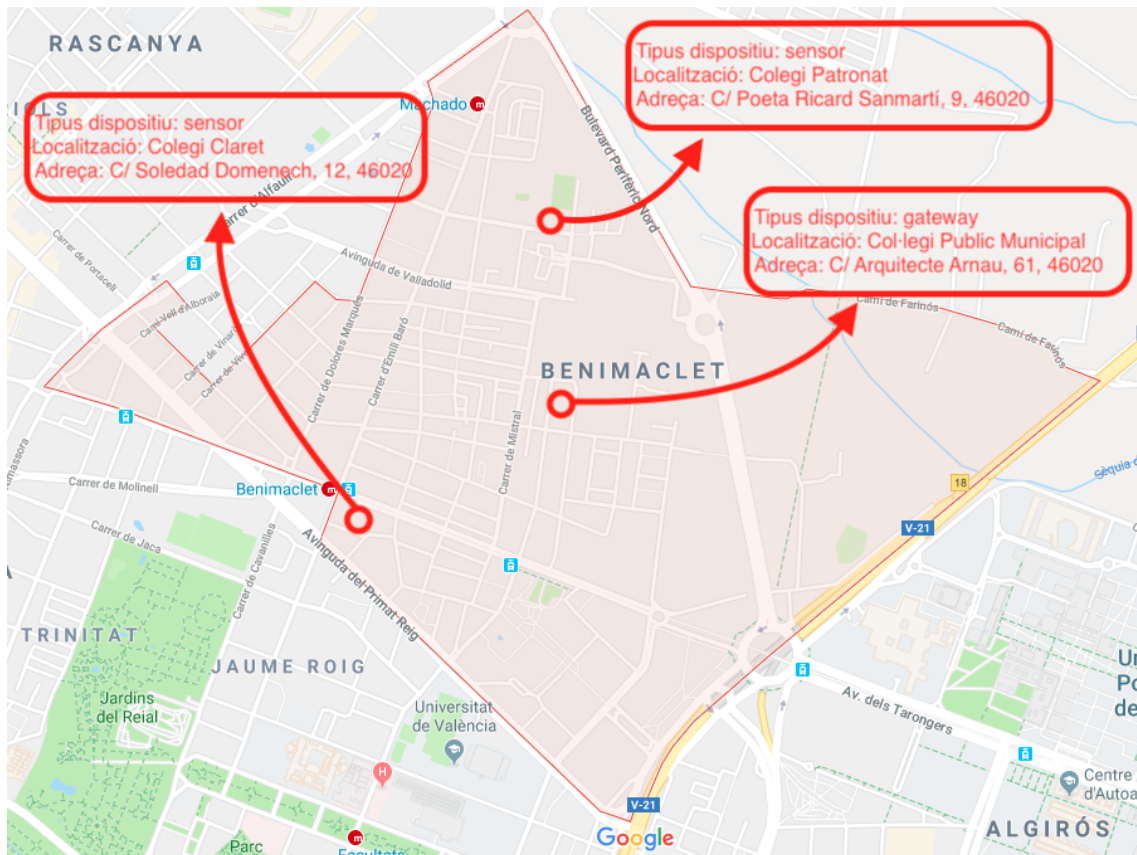 RASCANYA
Tipus dispositiu: sensor
Localització: Colegi Patronat
Adreça: C/ Poeta Ricard Sanmartí, 9, 46020
Machado
m
Tipus dispositiu: sensor
Localització: Colegi Claret
Adreça: C/ Soledad Domenech, 12, 46020
Bulevard Perifèric Nord
Carrer d'Alfauir
Tipus dispositiu: gateway
Localització: Col·legi Public Municipal
Adreça: C/ Arquitecte Arnau, 61, 46020
Carrer de Portaceli
Avinguda de Valladolid
Camí Vell d'Alboraia
Camí de Farinós
Camí de Farinós
Carrer de Vinaròs
Carrer de Dolores Marqués
Carrer d'Emili Baró
BENIMACLET
Carrer de Mistral
Carrer de Molinell
Benimaclet
m
Sèquia d
18
V-21
Carrer de Jaca
Carrer de Cavanilles
Avinguda del Primat Reig
TRINITAT
JAUME ROIG
Jardins
del Reial
Universitat
de València
Av. dels Tarongers
H
Centre
d'Autoa
V-21
Google
ALGIRÓS
m
Facultats
Parc